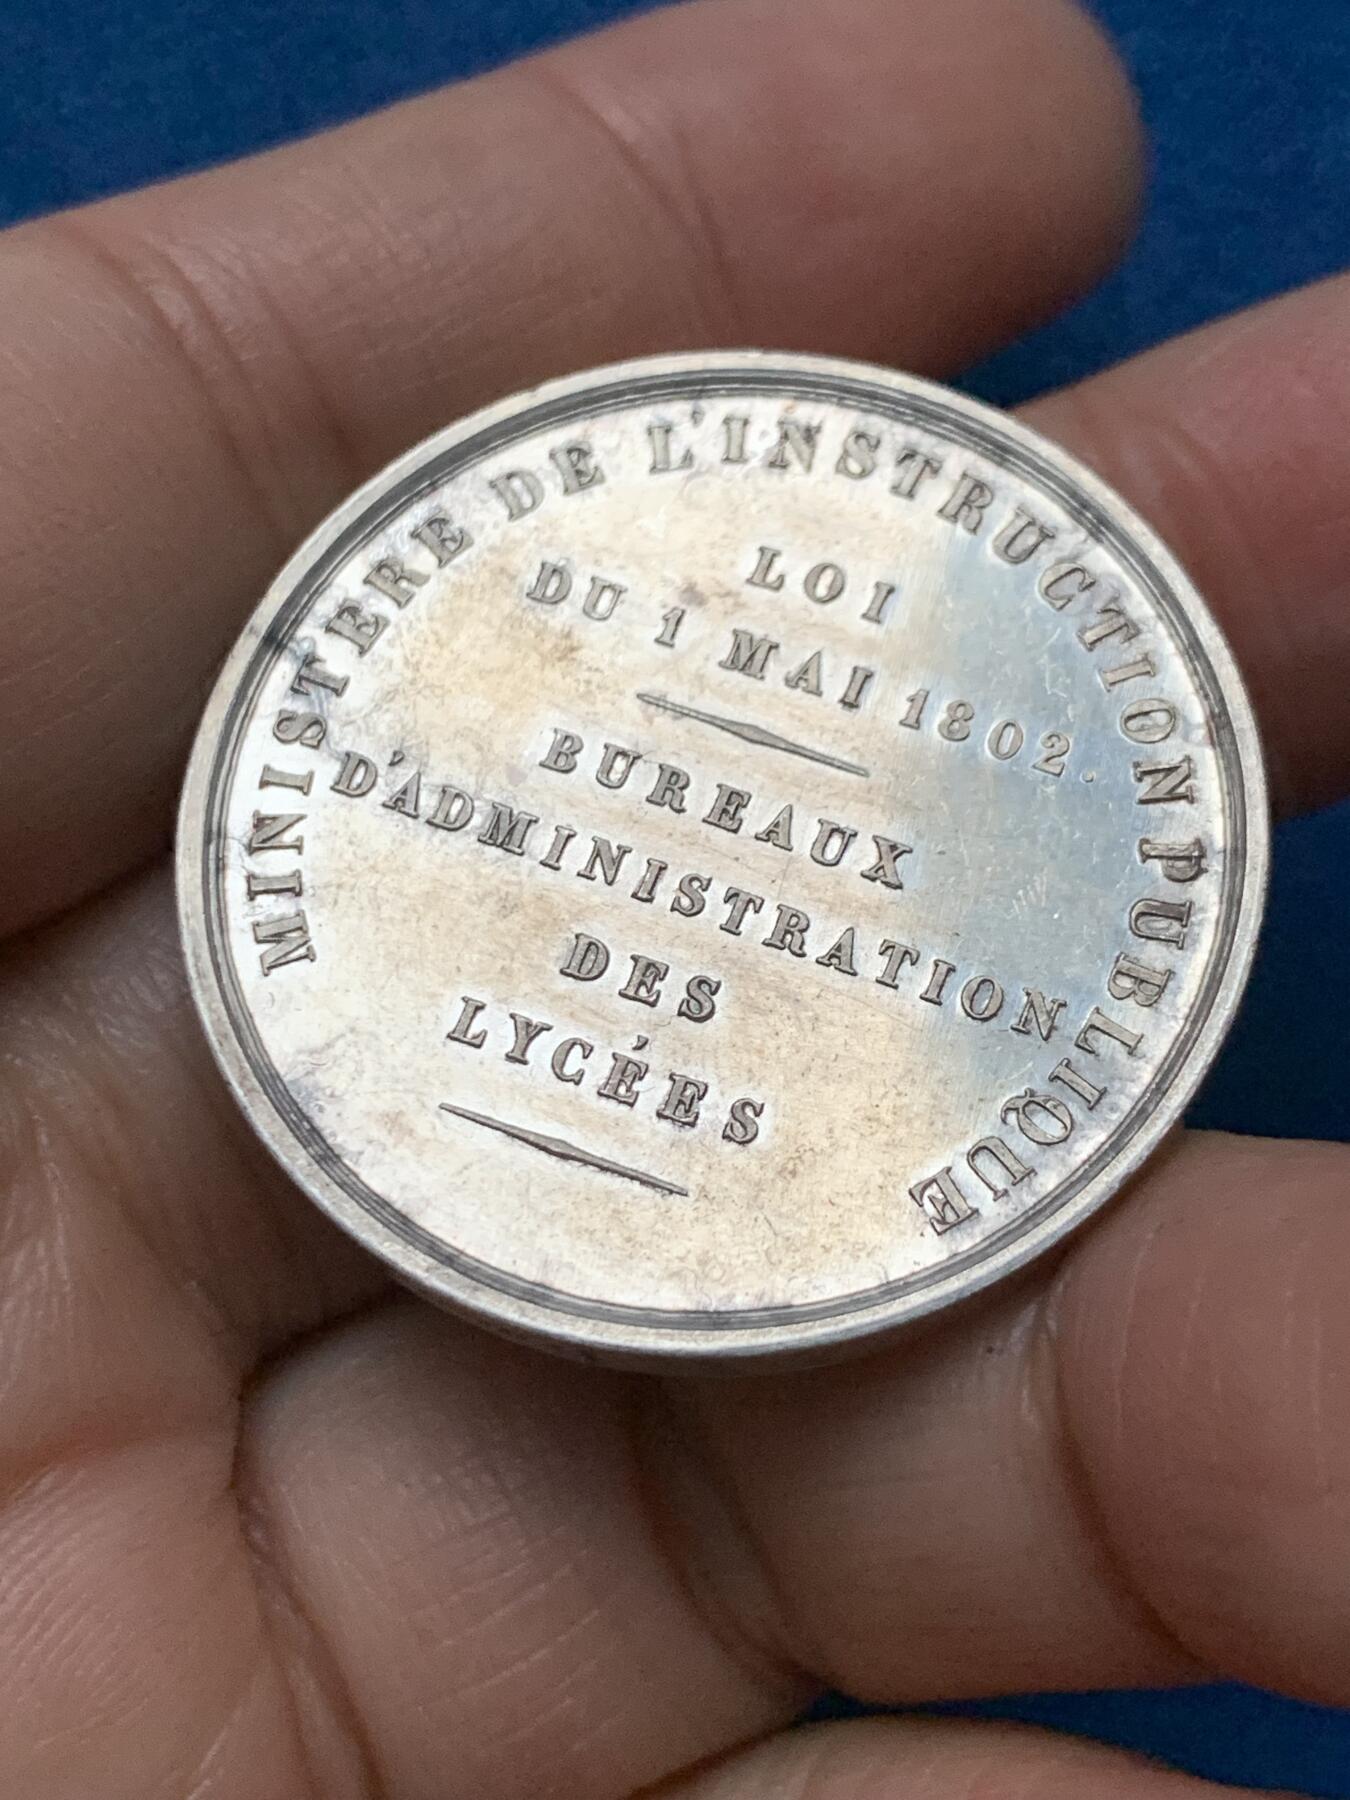 MINISTERE DE L'INSTRUCTION PUBLIQUE
LOI
DU 1 MAI 1802.
BUREAUX
D'ADMINISTRATION
DES
LYCÉES